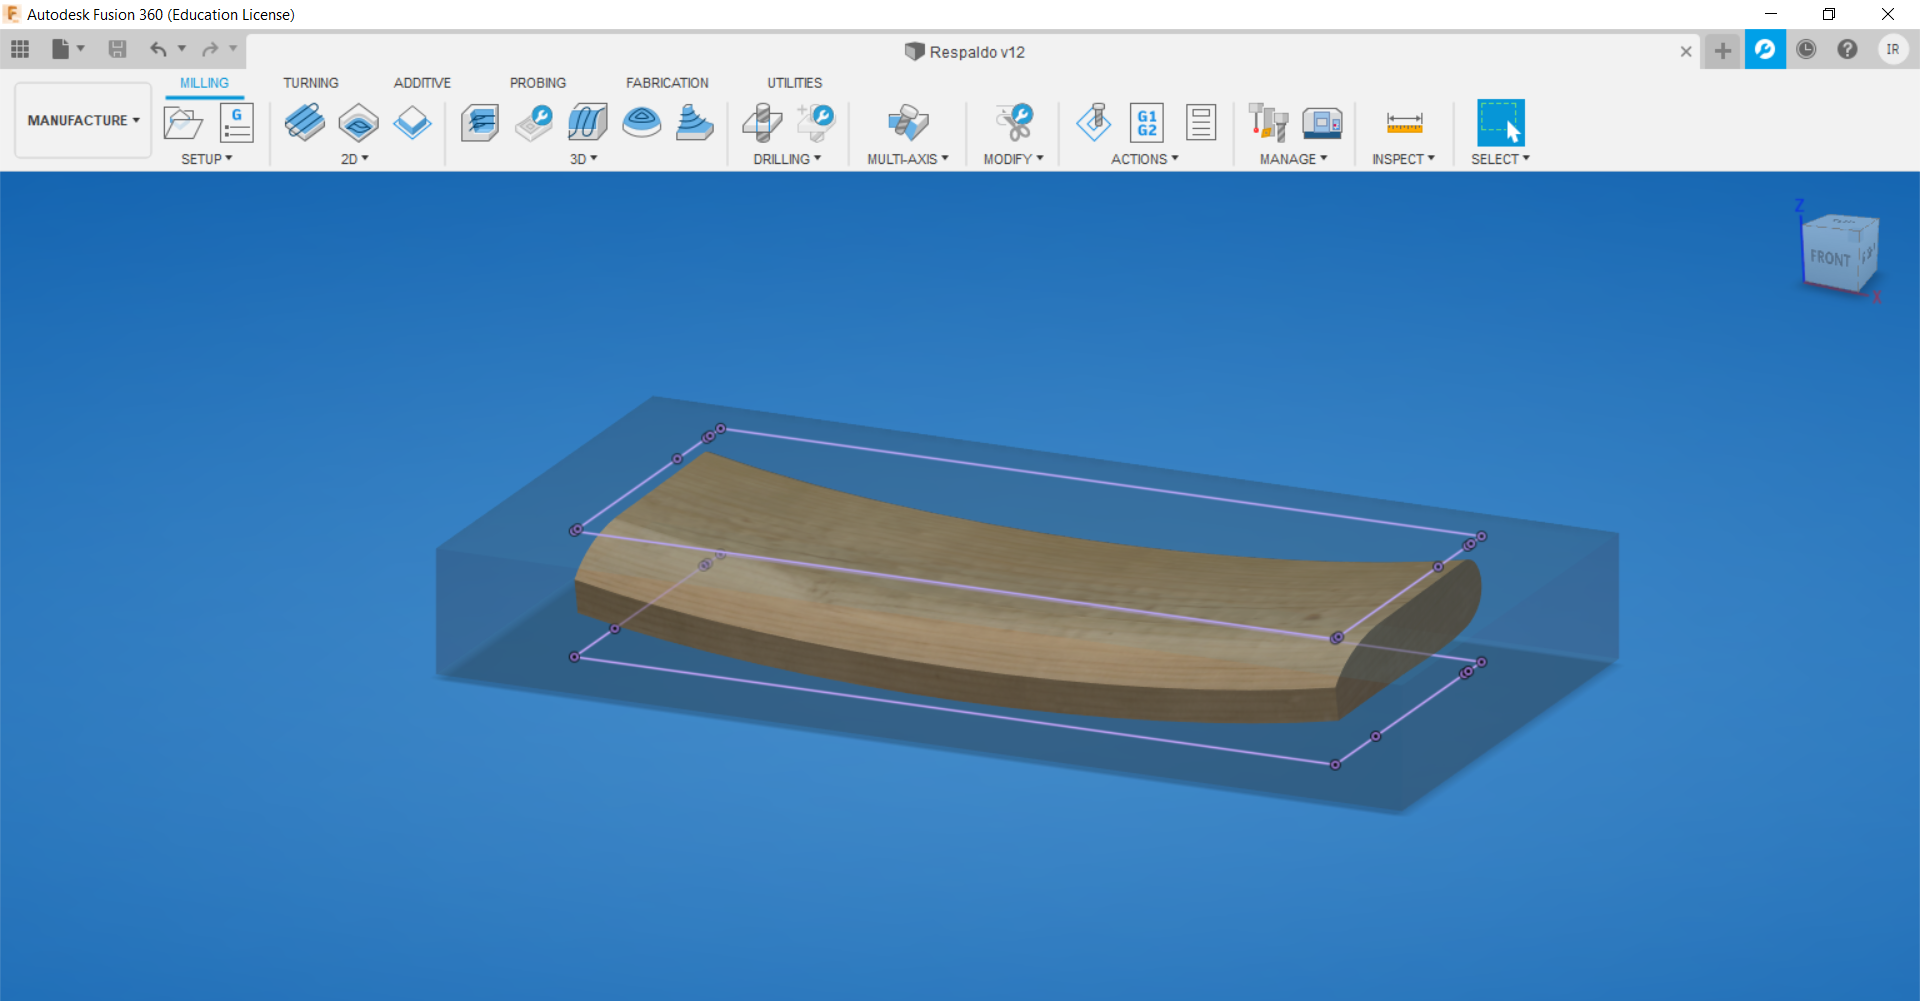 Autodesk Fusion 360 (Education License)
Respaldo v12
IR
MILLING TURNING ADDITIVE PROBING FABRICATION UTILITIES
MANUFACTURE
G
G1
G2
SETUP 2D 3D DRILLING MULTI-AXIS MODIFY ACTIONS MANAGE INSPECT SELECT
Z
FRONT
X